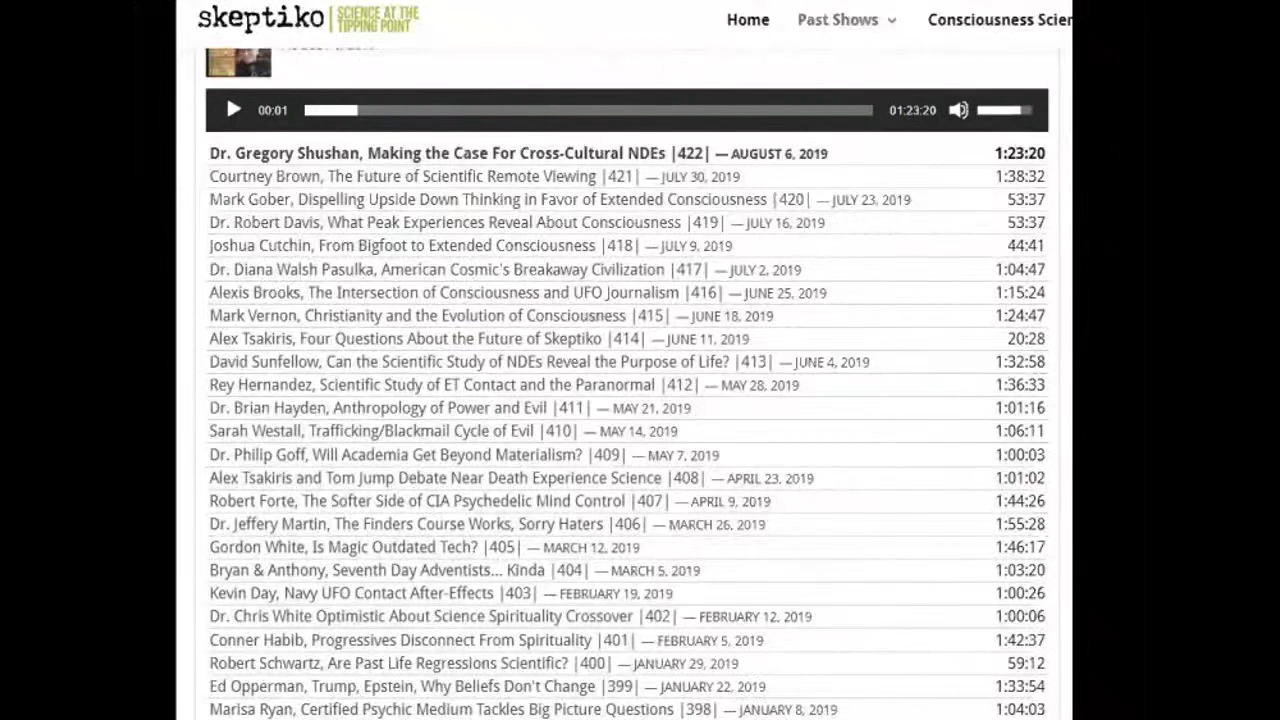 skeptiko | SCIENCE AT THE TIPPING POINT Home Past Shows Consciousness Scien
00:01 01:23:20
Dr. Gregory Shushan, Making the Case For Cross-Cultural NDEs |422| — AUGUST 6, 2019 1:23:20
Courtney Brown, The Future of Scientific Remote Viewing |421| — JULY 30, 2019 1:38:32
Mark Gober, Dispelling Upside Down Thinking in Favor of Extended Consciousness |420| — JULY 23, 2019 53:37
Dr. Robert Davis, What Peak Experiences Reveal About Consciousness |419| — JULY 16, 2019 53:37
Joshua Cutchin, From Bigfoot to Extended Consciousness |418| — JULY 9, 2019 44:41
Dr. Diana Walsh Pasulka, American Cosmic's Breakaway Civilization |417| — JULY 2, 2019 1:04:47
Alexis Brooks, The Intersection of Consciousness and UFO Journalism |416| — JUNE 25, 2019 1:15:24
Mark Vernon, Christianity and the Evolution of Consciousness |415| — JUNE 18, 2019 1:24:47
Alex Tsakiris, Four Questions About the Future of Skeptiko |414| — JUNE 11, 2019 20:28
David Sunfellow, Can the Scientific Study of NDEs Reveal the Purpose of Life? |413| — JUNE 4, 2019 1:32:58
Rey Hernandez, Scientific Study of ET Contact and the Paranormal |412| — MAY 28, 2019 1:36:33
Dr. Brian Hayden, Anthropology of Power and Evil |411| — MAY 21, 2019 1:01:16
Sarah Westall, Trafficking/Blackmail Cycle of Evil |410| — MAY 14, 2019 1:06:11
Dr. Philip Goff, Will Academia Get Beyond Materialism? |409| — MAY 7, 2019 1:00:03
Alex Tsakiris and Tom Jump Debate Near Death Experience Science |408| — APRIL 23, 2019 1:01:02
Robert Forte, The Softer Side of CIA Psychedelic Mind Control |407| — APRIL 9, 2019 1:44:26
Dr. Jeffery Martin, The Finders Course Works, Sorry Haters |406| — MARCH 26, 2019 1:55:28
Gordon White, Is Magic Outdated Tech? |405| — MARCH 12, 2019 1:46:17
Bryan & Anthony, Seventh Day Adventists... Kinda |404| — MARCH 5, 2019 1:03:20
Kevin Day, Navy UFO Contact After-Effects |403| — FEBRUARY 19, 2019 1:00:26
Dr. Chris White Optimistic About Science Spirituality Crossover |402| — FEBRUARY 12, 2019 1:00:06
Conner Habib, Progressives Disconnect From Spirituality |401| — FEBRUARY 5, 2019 1:42:37
Robert Schwartz, Are Past Life Regressions Scientific? |400| — JANUARY 29, 2019 59:12
Ed Opperman, Trump, Epstein, Why Beliefs Don't Change |399| — JANUARY 22, 2019 1:33:54
Marisa Ryan, Certified Psychic Medium Tackles Big Picture Questions |398| — JANUARY 8, 2019 1:04:03